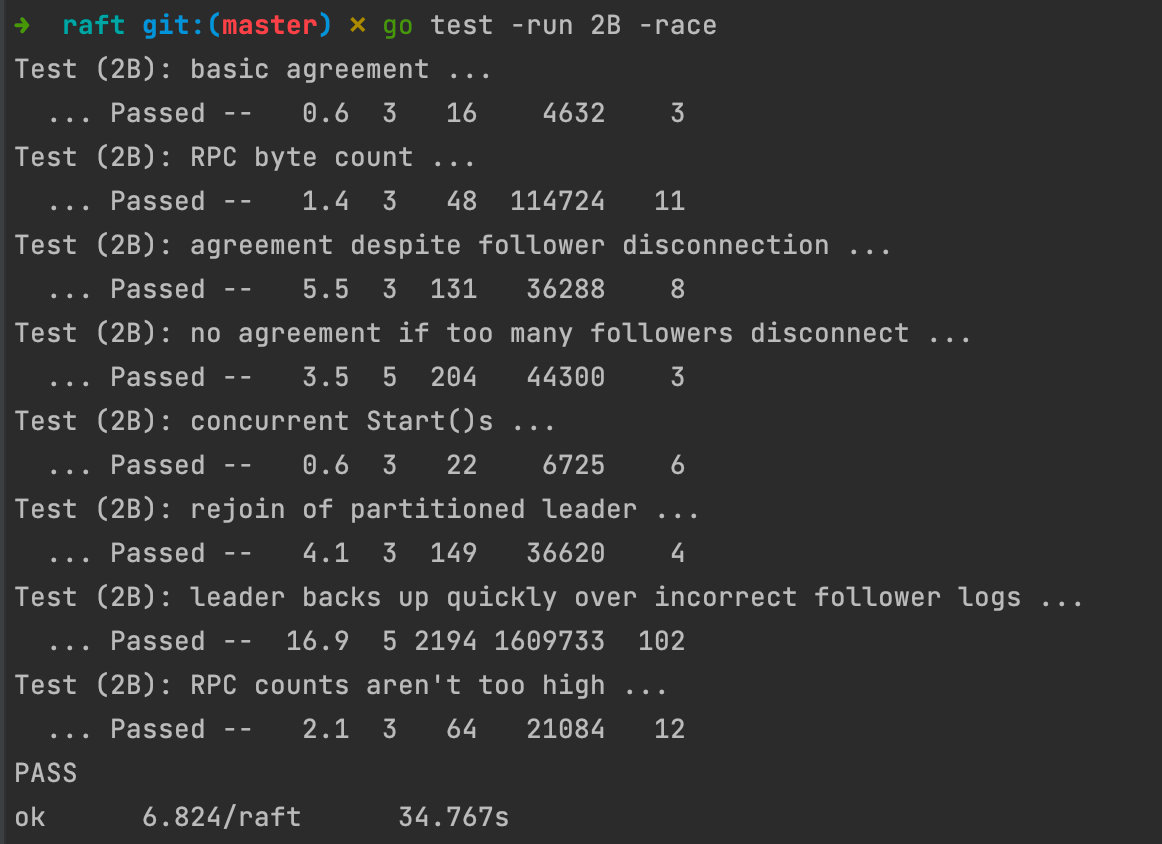 ➜  raft git:(master) ✗ go test -run 2B -race
Test (2B): basic agreement ...
  ... Passed --   0.6  3   16    4632    3
Test (2B): RPC byte count ...
  ... Passed --   1.4  3   48  114724   11
Test (2B): agreement despite follower disconnection ...
  ... Passed --   5.5  3  131   36288    8
Test (2B): no agreement if too many followers disconnect ...
  ... Passed --   3.5  5  204   44300    3
Test (2B): concurrent Start()s ...
  ... Passed --   0.6  3   22    6725    6
Test (2B): rejoin of partitioned leader ...
  ... Passed --   4.1  3  149   36620    4
Test (2B): leader backs up quickly over incorrect follower logs ...
  ... Passed --  16.9  5 2194 1609733  102
Test (2B): RPC counts aren't too high ...
  ... Passed --   2.1  3   64   21084   12
PASS
ok      6.824/raft      34.767s